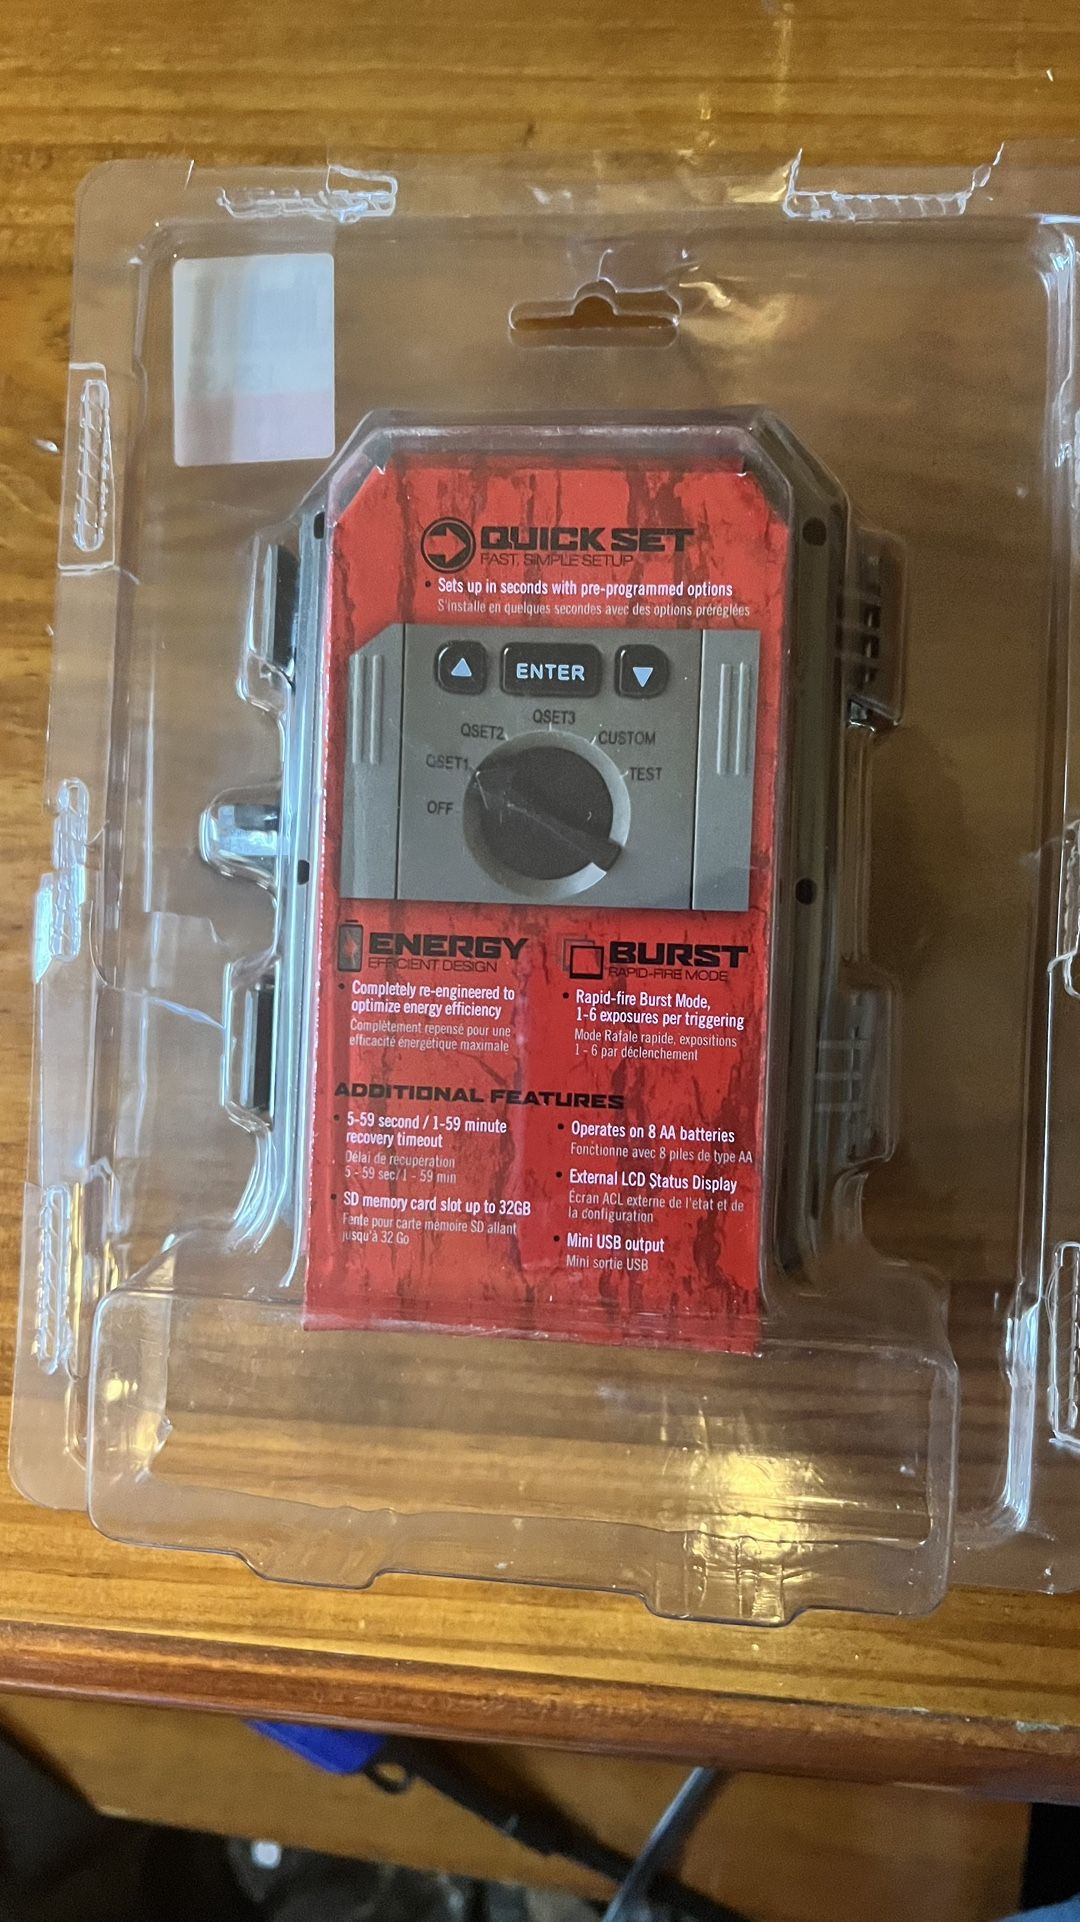 QUICK SET
FAST, SIMPLE SETUP
• Sets up in seconds with pre-programmed options
S'installe en quelques secondes avec des options préréglées
ENTER
QSET3
QSET2
CUSTOM
QSET1
TEST
OFF
ENERGY
EFFICIENT DESIGN
• Completely re-engineered to
optimize energy efficiency
Complètement repensé pour une
efficacité énergétique maximale
BURST
RAPID-FIRE MODE
• Rapid-fire Burst Mode,
1-6 exposures per triggering
Mode Rafale rapide, expositions
1 - 6 par déclenchement
ADDITIONAL FEATURES
• 5-59 second / 1-59 minute
recovery timeout
Délai de récupération
5 - 59 sec/1 - 59 min
• SD memory card slot up to 32GB
Fente pour carte mémoire SD allant
jusqu'à 32 Go
• Operates on 8 AA batteries
Fonctionne avec 8 piles de type AA
• External LCD Status Display
Écran ACL externe de l'état et de
la configuration
• Mini USB output
Mini sortie USB